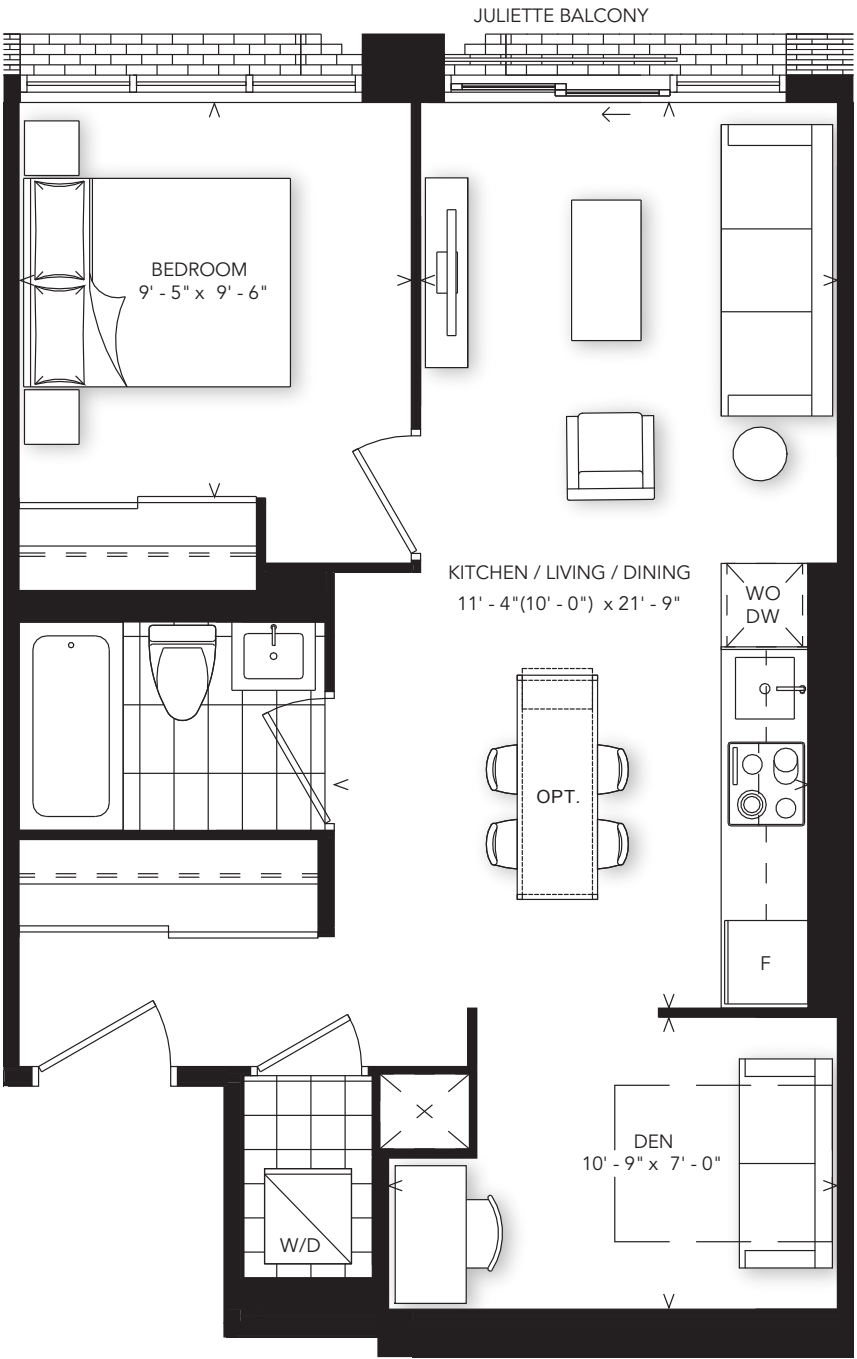 JULIETTE BALCONY
BEDROOM
9' - 5" x 9' - 6"
KITCHEN / LIVING / DINING
11' - 4"(10' - 0") x 21' - 9"
WO
DW
OPT.
F
DEN
10' - 9" x 7' - 0"
W/D